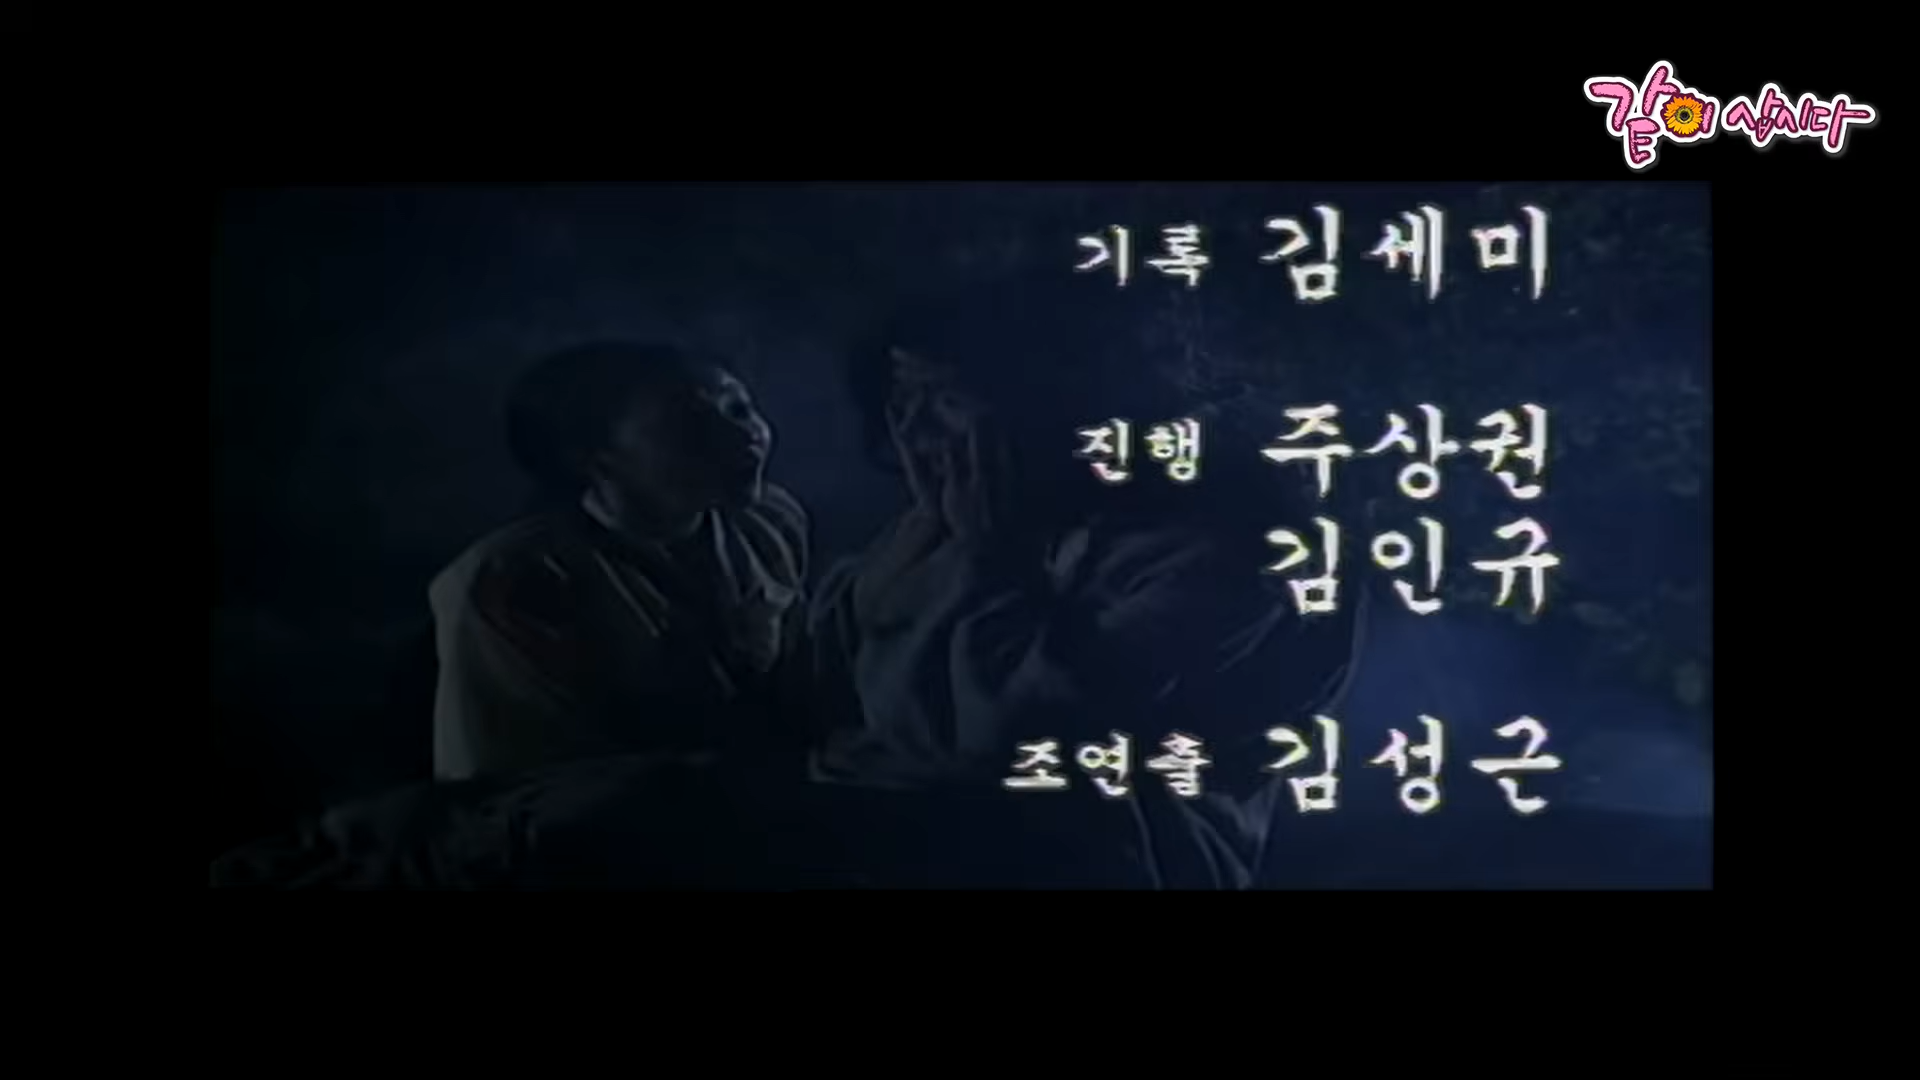 같이 삽시다
기록 김세미
진행 주상권
김인규
조연출 김성근